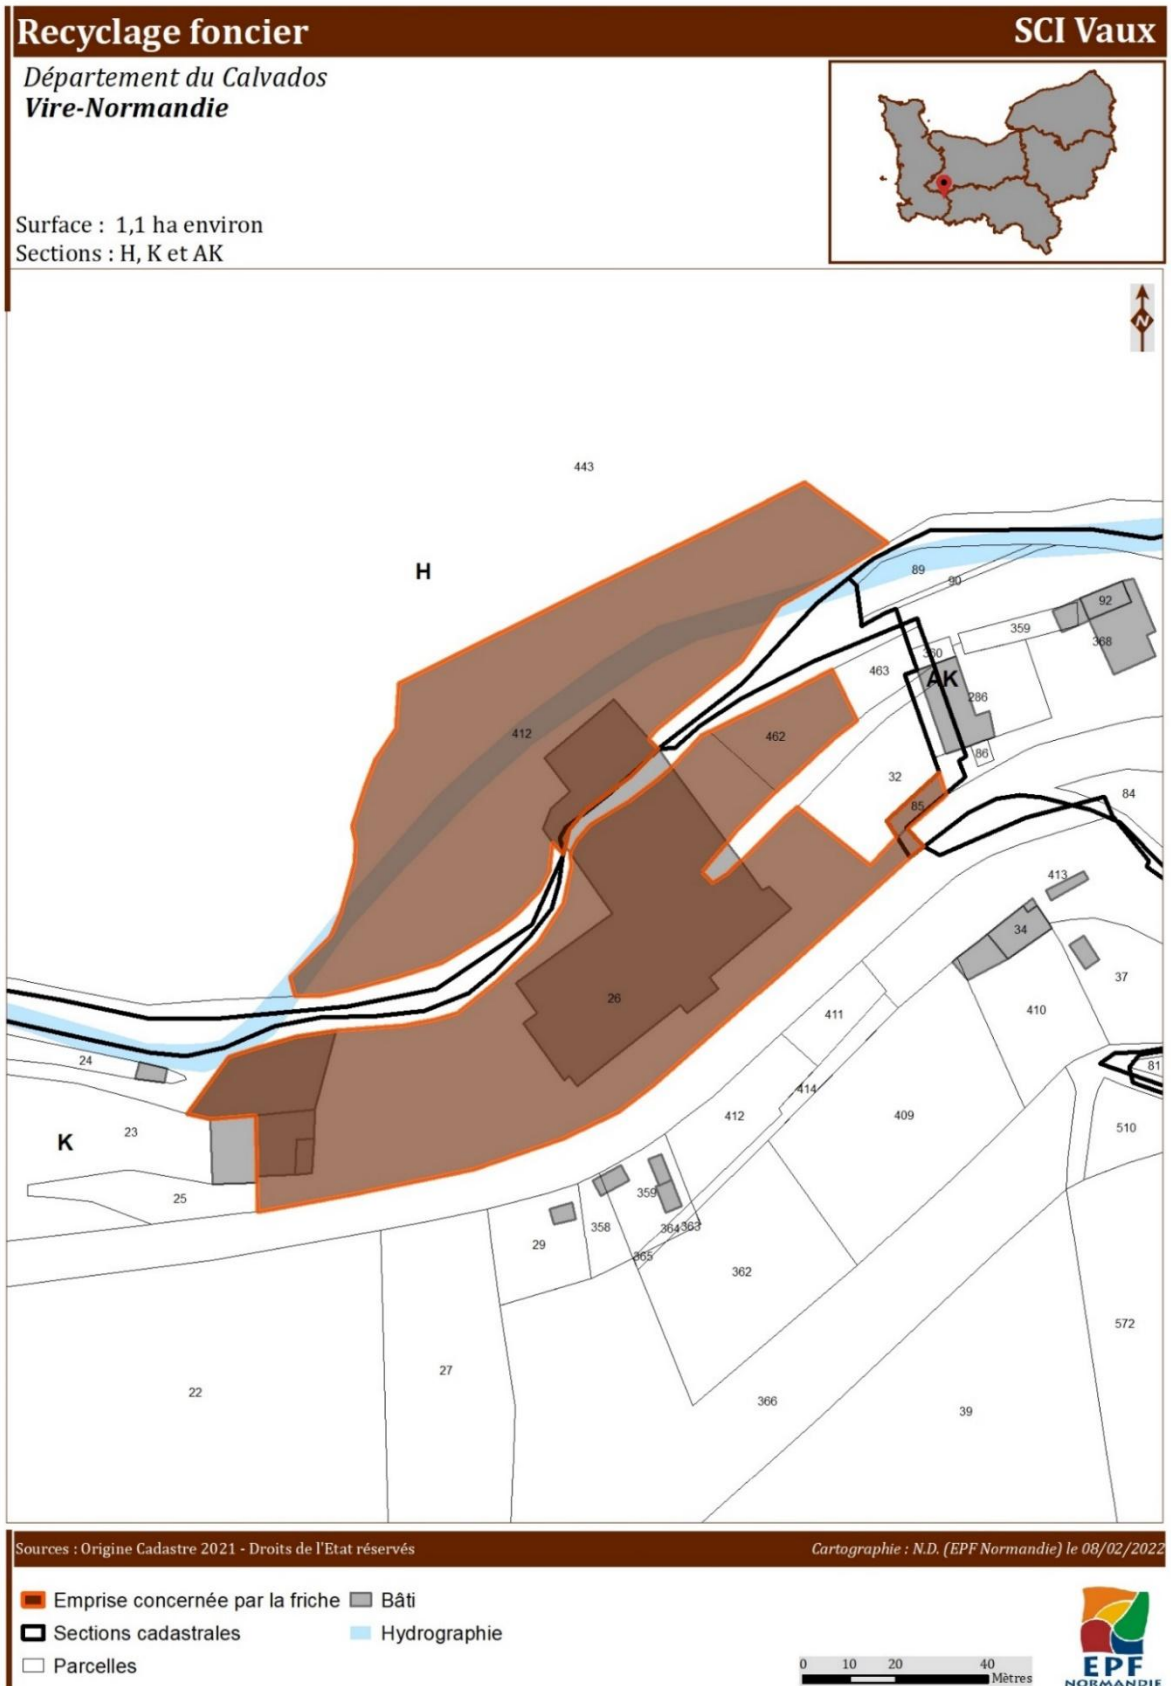 Recyclage foncier
SCI Vaux
Département du Calvados
Vire-Normandie
Surface : 1,1 ha environ
Sections : H, K et AK
N
443
H
89
90
92
359
368
360
463
AK
286
412
462
86
32
85
84
413
34
37
26
411
410
24
81
414
412
409
510
23
K
25
359
358
364
363
29
365
362
572
27
22
366
39
Sources : Origine Cadastre 2021 - Droits de l'Etat réservés
Cartographie : N.D. (EPF Normandie) le 08/02/2022
Emprise concernée par la friche
Bâti
Sections cadastrales
Hydrographie
Parcelles
0 10 20 40
Mètres
EPF
NORMANDIE